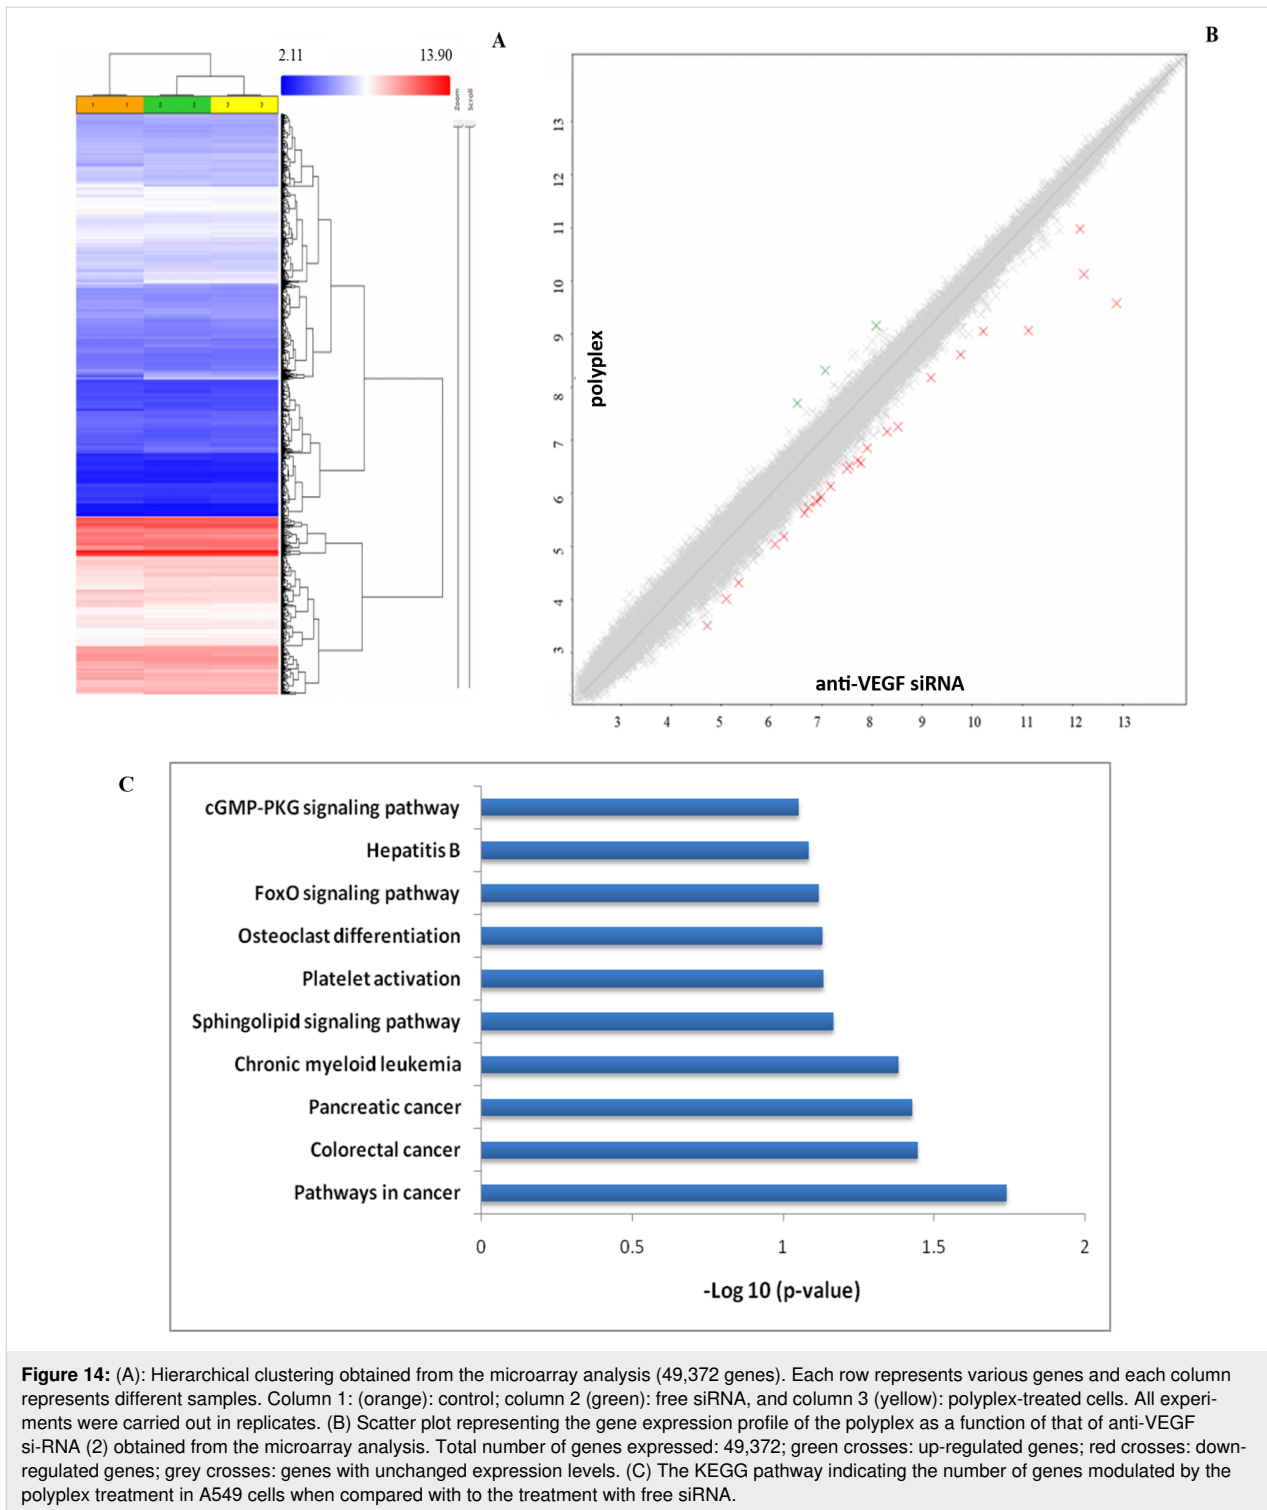 A
2.11 13.90
1 1 2 2 3 3
Zoom
Scroll
B
13
12
11
10
9
8
7
6
5
4
3
polyplex
anti-VEGF siRNA
3 4 5 6 7 8 9 10 11 12 13
C
cGMP-PKG signaling pathway
Hepatitis B
FoxO signaling pathway
Osteoclast differentiation
Platelet activation
Sphingolipid signaling pathway
Chronic myeloid leukemia
Pancreatic cancer
Colorectal cancer
Pathways in cancer
0 0.5 1 1.5 2
-Log 10 (p-value)
Figure 14: (A): Hierarchical clustering obtained from the microarray analysis (49,372 genes). Each row represents various genes and each column
represents different samples. Column 1: (orange): control; column 2 (green): free siRNA, and column 3 (yellow): polyplex-treated cells. All experi-
ments were carried out in replicates. (B) Scatter plot representing the gene expression profile of the polyplex as a function of that of anti-VEGF
si-RNA (2) obtained from the microarray analysis. Total number of genes expressed: 49,372; green crosses: up-regulated genes; red crosses: down-
regulated genes; grey crosses: genes with unchanged expression levels. (C) The KEGG pathway indicating the number of genes modulated by the
polyplex treatment in A549 cells when compared with to the treatment with free siRNA.